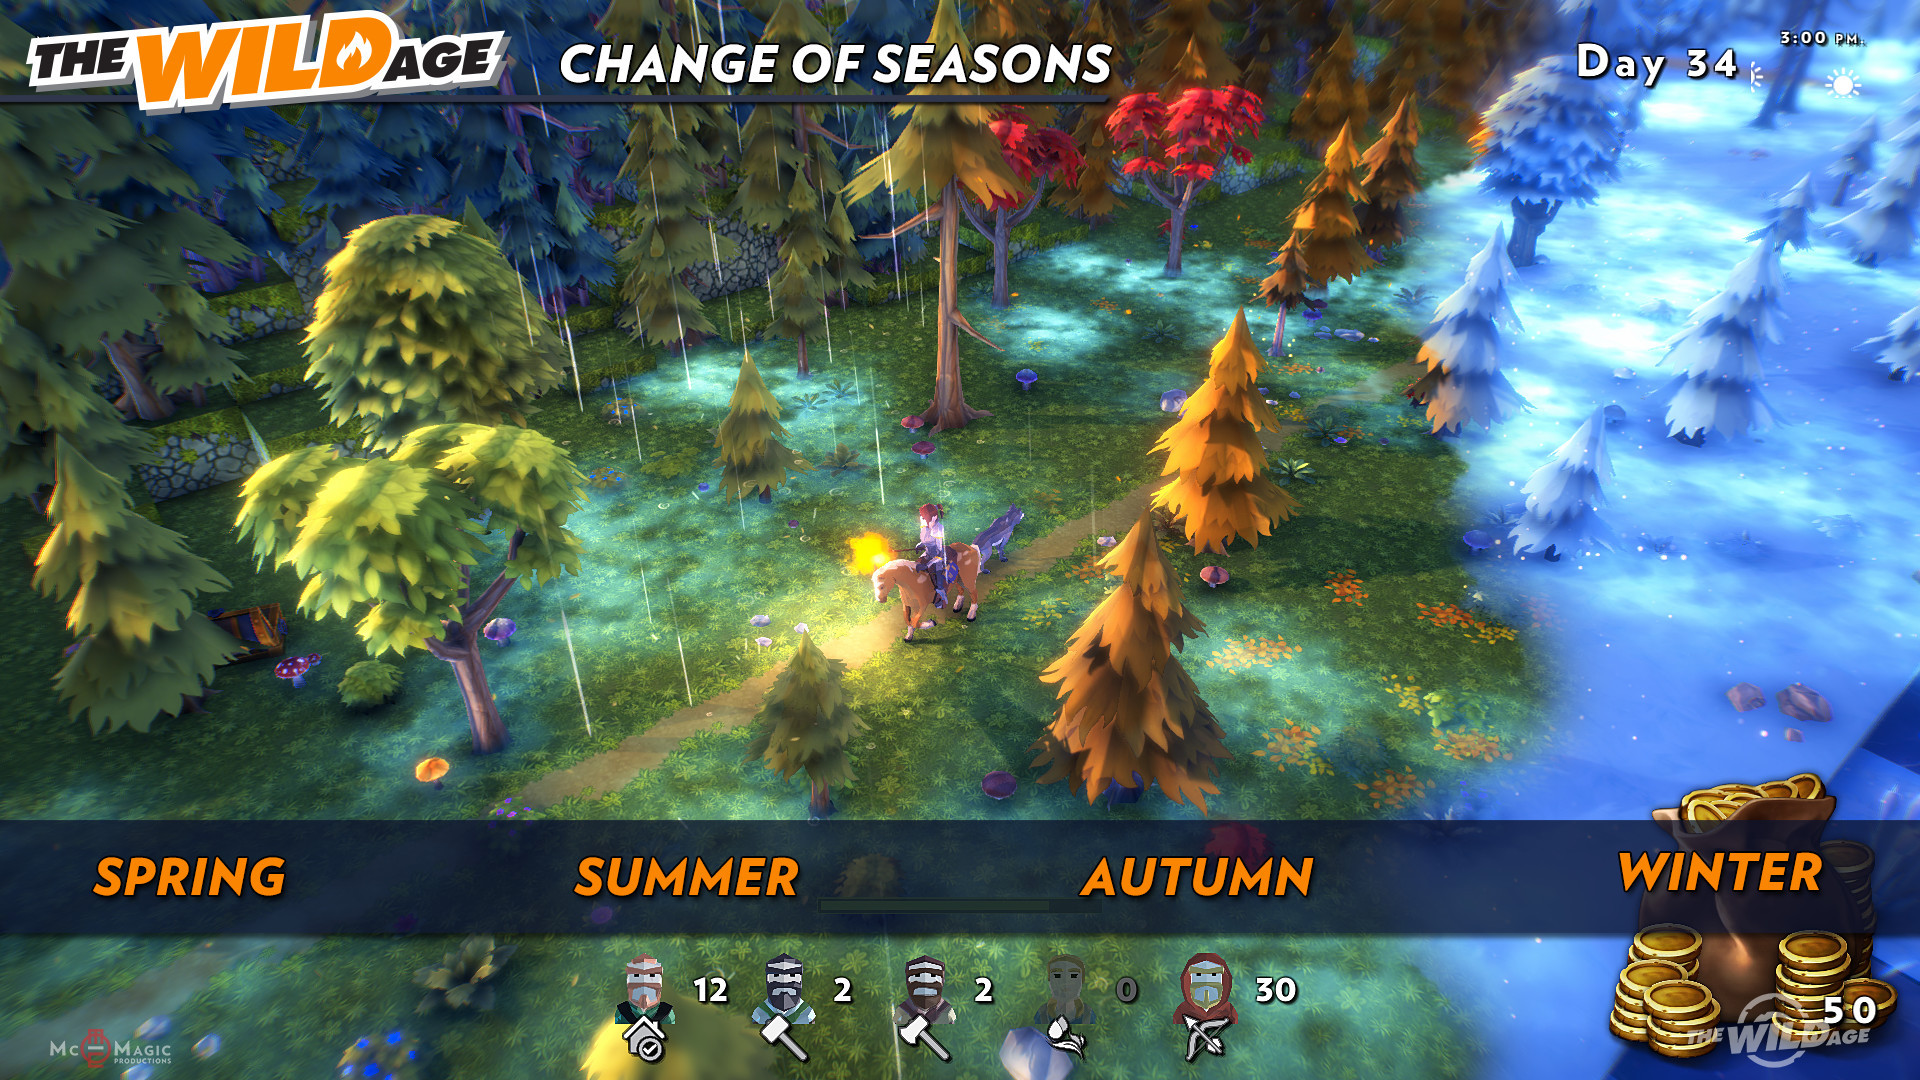 THE WILD AGE
CHANGE OF SEASONS
Day 34
3:00 PM.
SPRING
SUMMER
AUTUMN
WINTER
12
2
2
0
30
50
THE WILD AGE
MC MAGIC
PRODUCTIONS